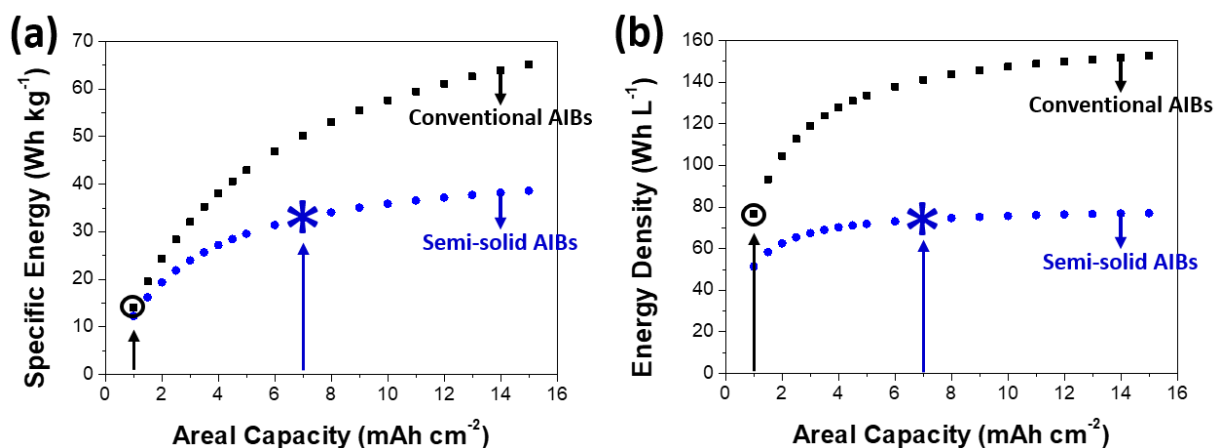 (a)
Specific Energy (Wh kg⁻¹)
70
60
50
40
30
20
10
0
Conventional AIBs
Semi-solid AIBs
0 2 4 6 8 10 12 14 16
Areal Capacity (mAh cm⁻²)
(b)
Energy Density (Wh L⁻¹)
160
140
120
100
80
60
40
20
0
Conventional AIBs
Semi-solid AIBs
0 2 4 6 8 10 12 14 16
Areal Capacity (mAh cm⁻²)